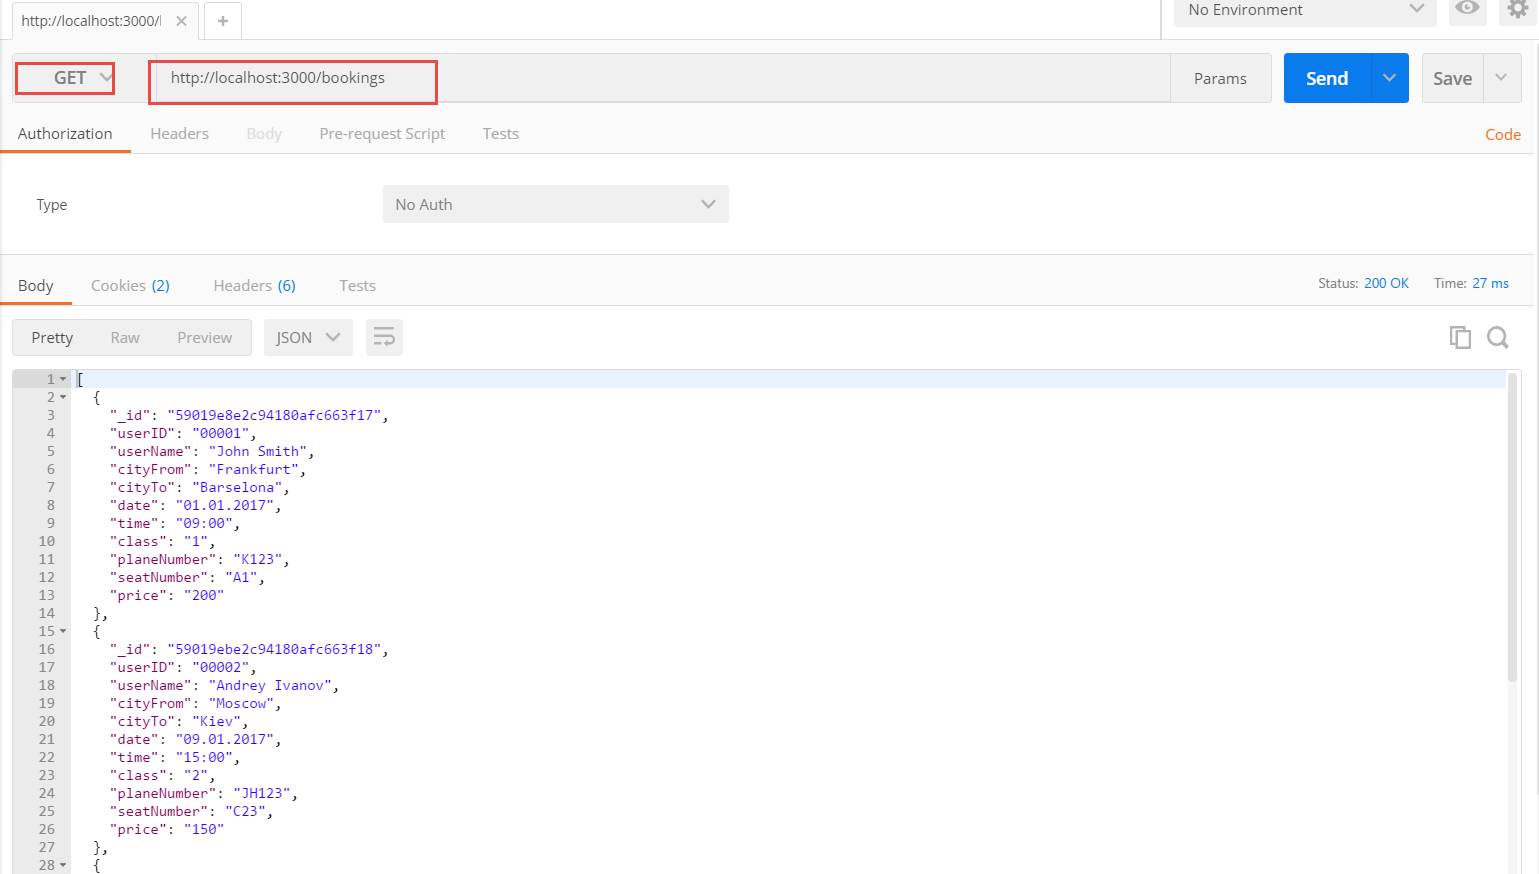 http://localhost:3000/
No Environment
GET http://localhost:3000/bookings Params Send Save
Authorization Headers Body Pre-request Script Tests Code
Type No Auth
Body Cookies (2) Headers (6) Tests Status: 200 OK Time: 27 ms
Pretty Raw Preview JSON
1 [
2 {
3 "_id": "59019e8e2c94180afc663f17",
4 "userID": "00001",
5 "userName": "John Smith",
6 "cityFrom": "Frankfurt",
7 "cityTo": "Barselona",
8 "date": "01.01.2017",
9 "time": "09:00",
10 "class": "1",
11 "planeNumber": "K123",
12 "seatNumber": "A1",
13 "price": "200"
14 },
15 {
16 "_id": "59019ebe2c94180afc663f18",
17 "userID": "00002",
18 "userName": "Andrey Ivanov",
19 "cityFrom": "Moscow",
20 "cityTo": "Kiev",
21 "date": "09.01.2017",
22 "time": "15:00",
23 "class": "2",
24 "planeNumber": "JH123",
25 "seatNumber": "C23",
26 "price": "150"
27 },
28 {